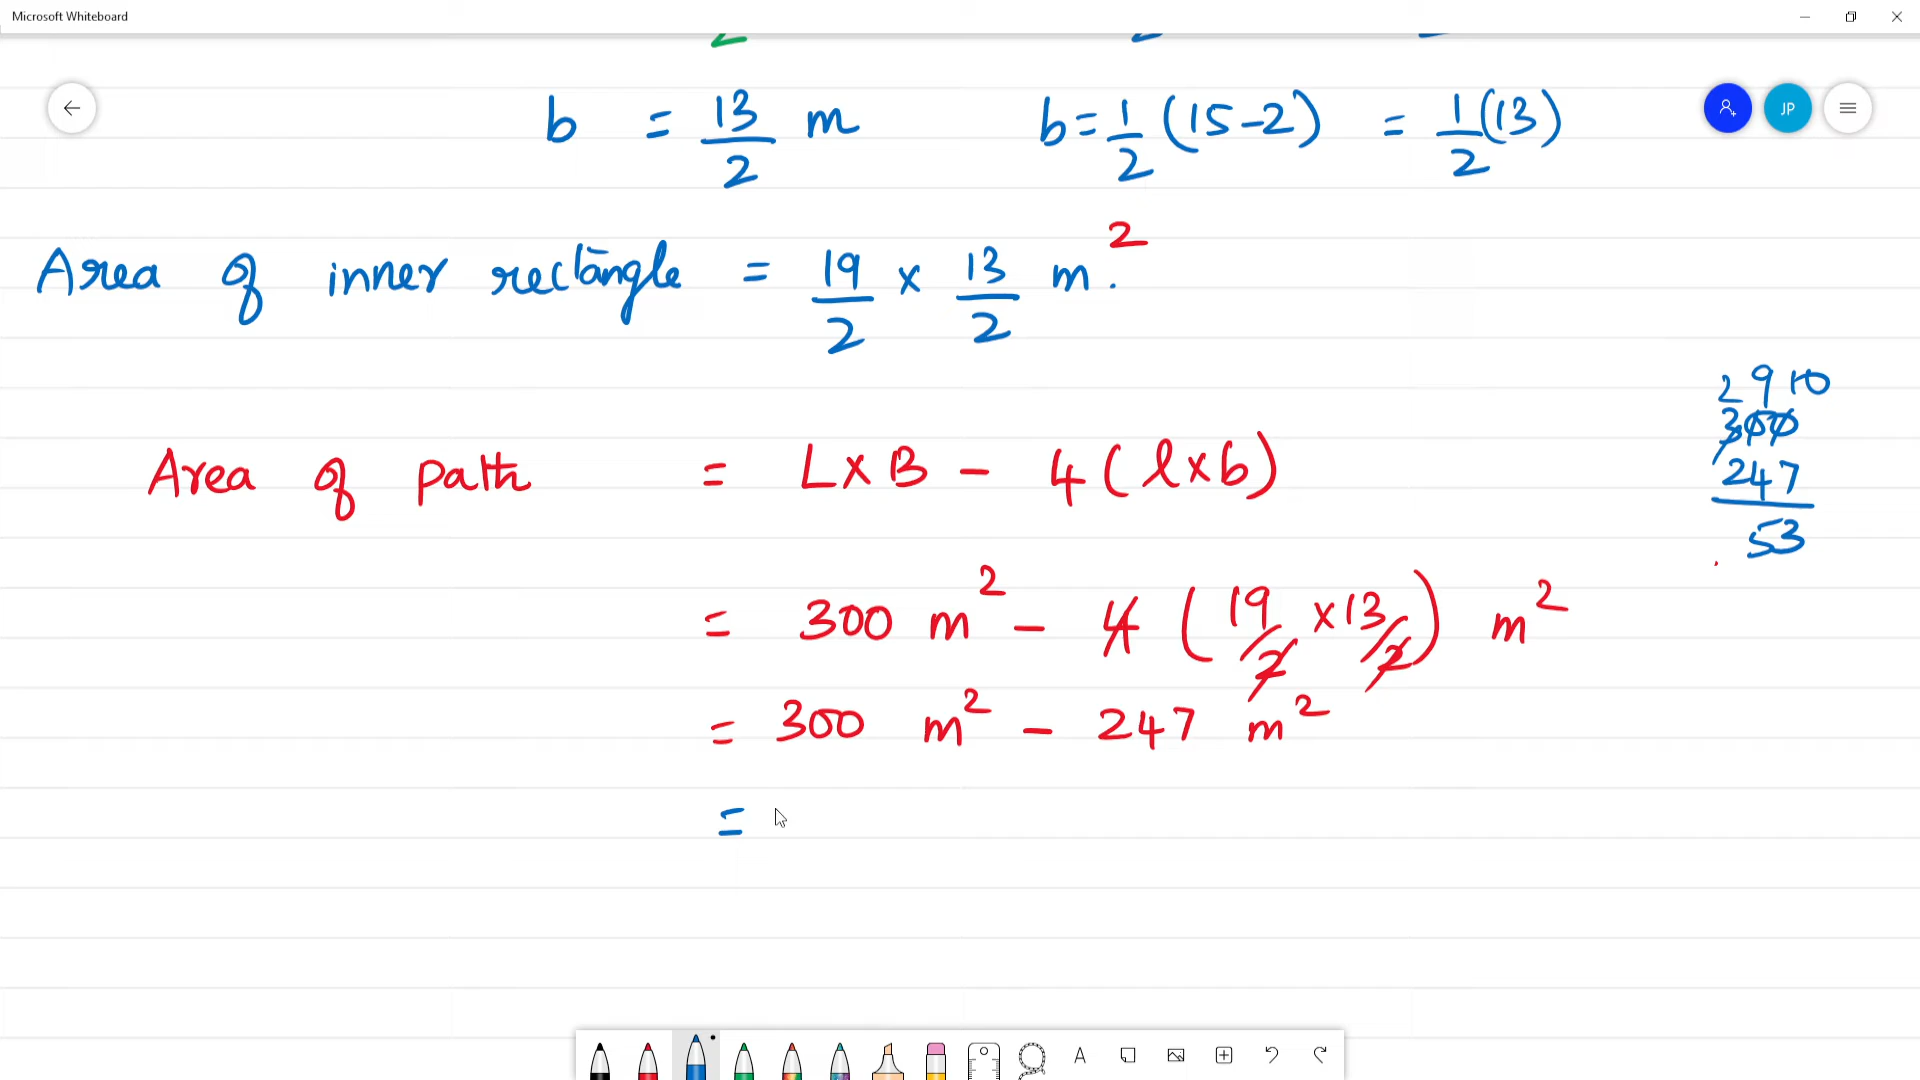 Microsoft Whiteboard
b = 13/2 m b = 1/2 (15-2) = 1/2 (13)
JP
Area of inner rectangle = 19/2 x 13/2 m².
2 9 10
300
247
53
Area of path = L x B - 4 (l x b)
= 300 m² - 4 (19/2 x 13/2) m²
= 300 m² - 247 m²
=
A